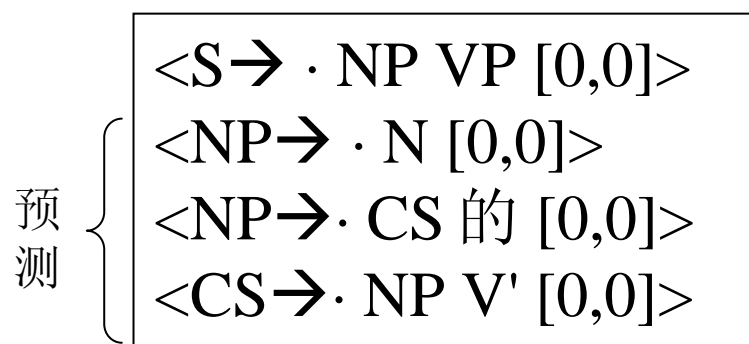 <S→ · NP VP [0,0]>
<NP→ · N [0,0]>
<NP→· CS 的 [0,0]>
<CS→· NP V' [0,0]>
预测